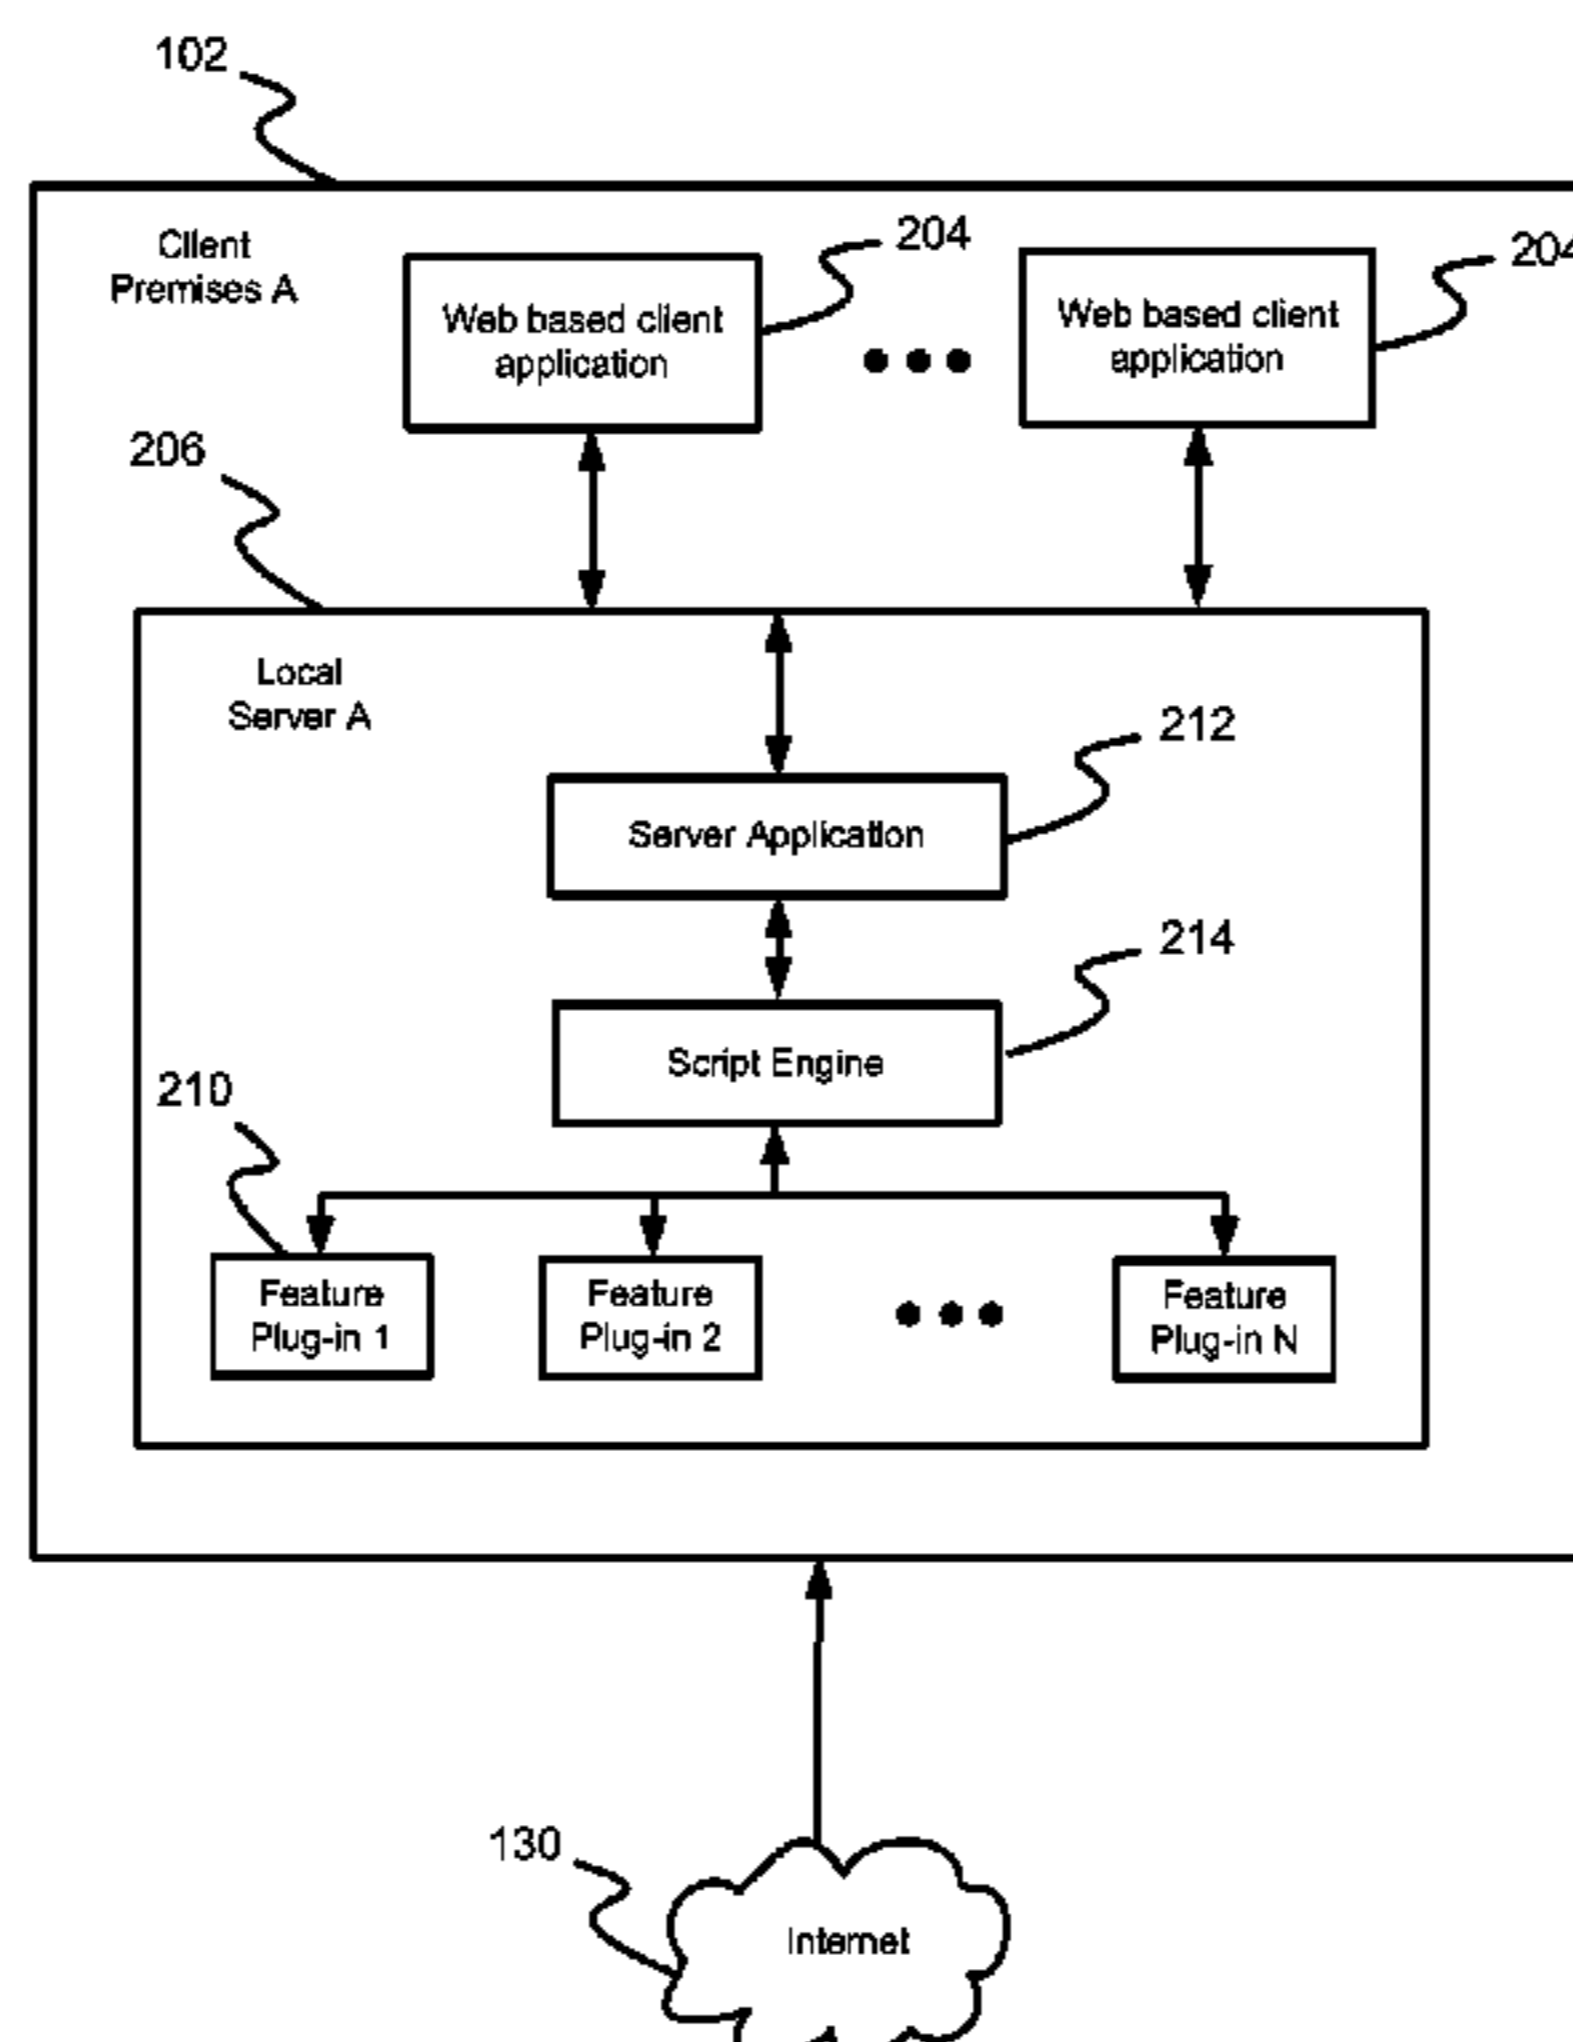 102
Client
Premises A
204
204
Web based client
application
Web based client
application
206
Local
Server A
212
Server Application
214
Script Engine
210
Feature
Plug-in 1
Feature
Plug-in 2
Feature
Plug-in N
130
Internet